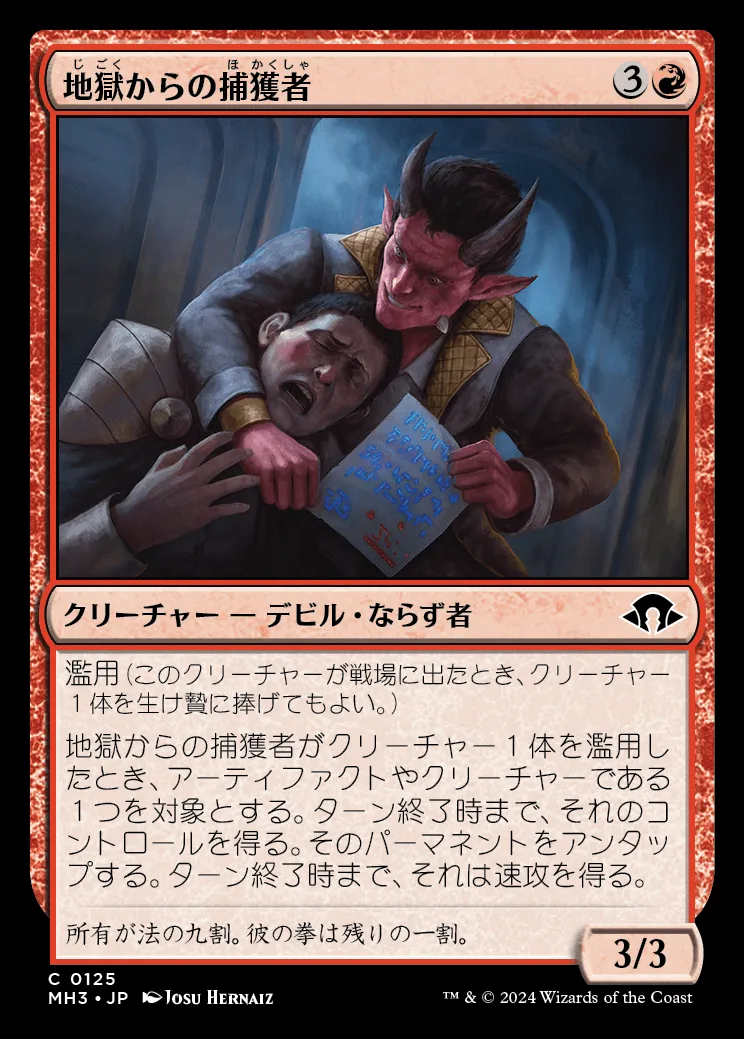 じごく ほかくしゃ
地獄からの捕獲者 3
クリーチャー — デビル・ならず者
濫用(このクリーチャーが戦場に出たとき、クリーチャー
1体を生け贄に捧げてもよい。)
地獄からの捕獲者がクリーチャー1体を濫用し
たとき、アーティファクトやクリーチャーである
1つを対象とする。ターン終了時まで、それのコ
ントロールを得る。そのパーマネントをアンタッ
プする。ターン終了時まで、それは速攻を得る。
所有が法の九割。彼の拳は残りの一割。
3/3
C 0125
MH3 • JP Josu Hernaiz
™ & © 2024 Wizards of the Coast